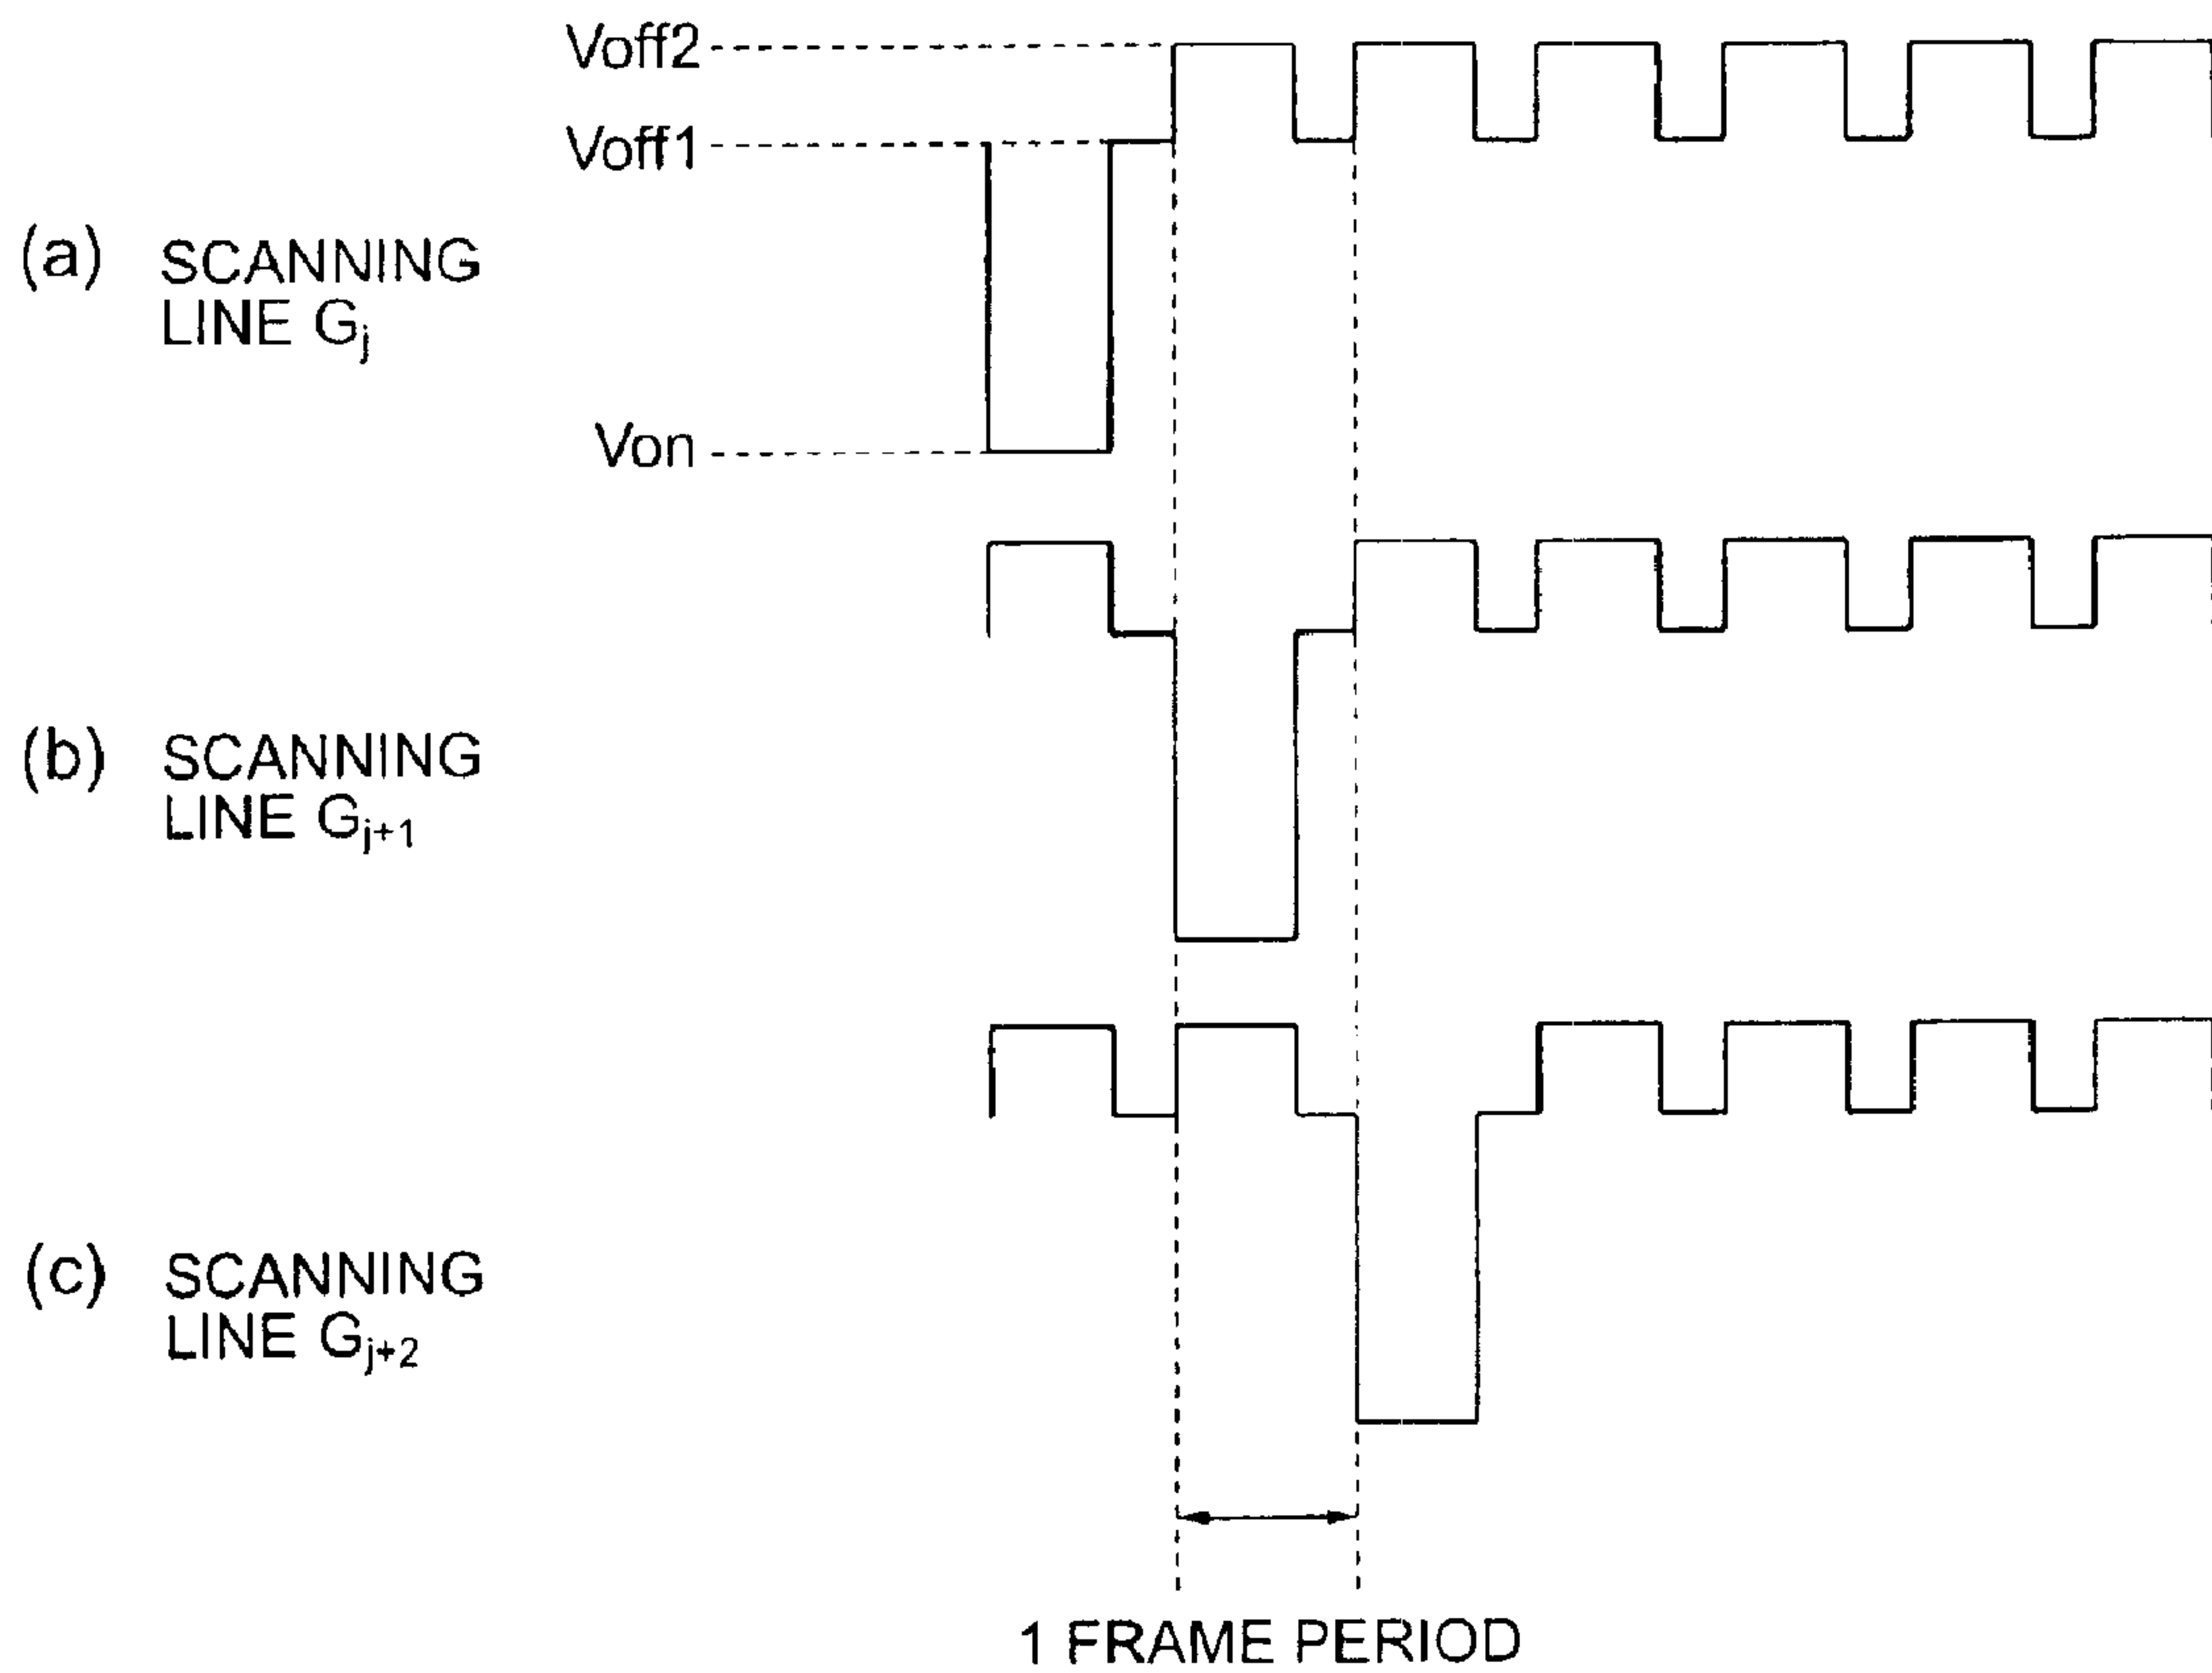 Voff2
Voff1
(a) SCANNING
LINE Gj
Von
(b) SCANNING
LINE Gj+1
(c) SCANNING
LINE Gj+2
1 FRAME PERIOD